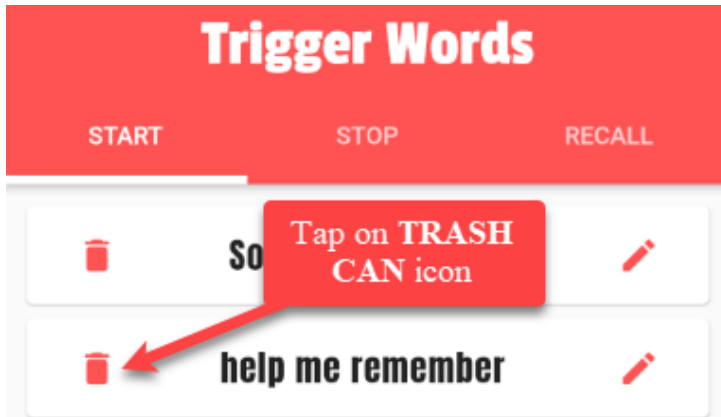 Trigger Words
START STOP RECALL
Tap on TRASH
CAN icon
help me remember